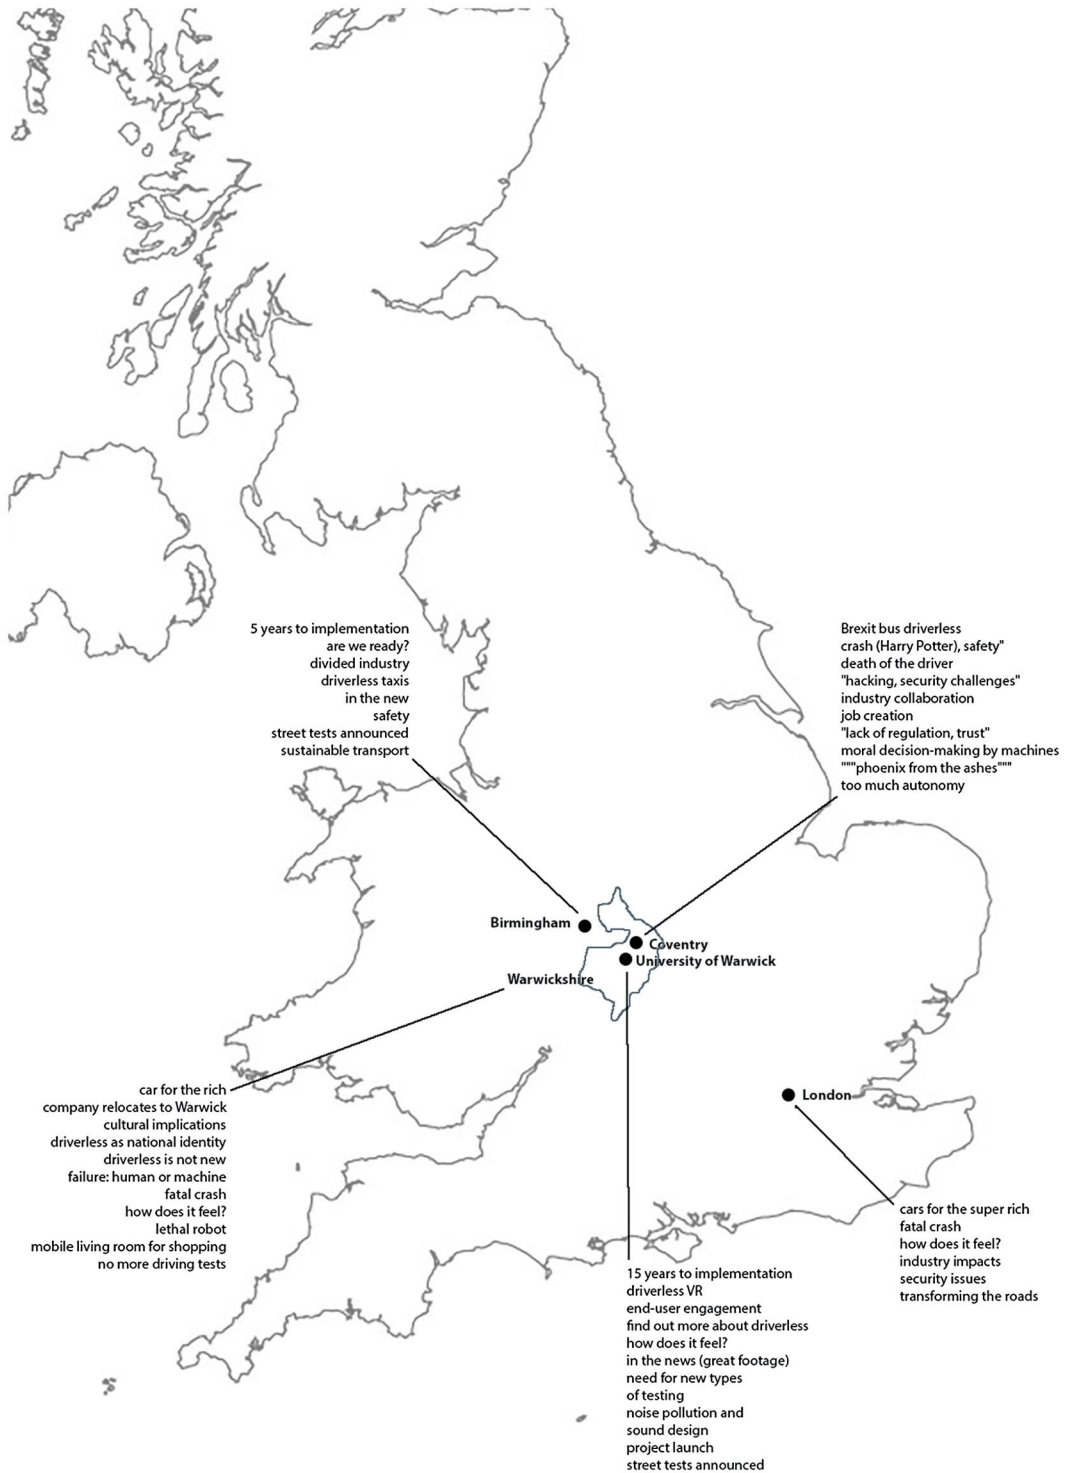 5 years to implementation
are we ready?
divided industry
driverless taxis
in the new
safety
street tests announced
sustainable transport
Brexit bus driverless
crash (Harry Potter), safety"
death of the driver
"hacking, security challenges"
industry collaboration
job creation
"lack of regulation, trust"
moral decision-making by machines
"""phoenix from the ashes"""
too much autonomy
Birmingham
Coventry
University of Warwick
Warwickshire
London
car for the rich
company relocates to Warwick
cultural implications
driverless as national identity
driverless is not new
failure: human or machine
fatal crash
how does it feel?
lethal robot
mobile living room for shopping
no more driving tests
cars for the super rich
fatal crash
how does it feel?
industry impacts
security issues
transforming the roads
15 years to implementation
driverless VR
end-user engagement
find out more about driverless
how does it feel?
in the news (great footage)
need for new types
of testing
noise pollution and
sound design
project launch
street tests announced